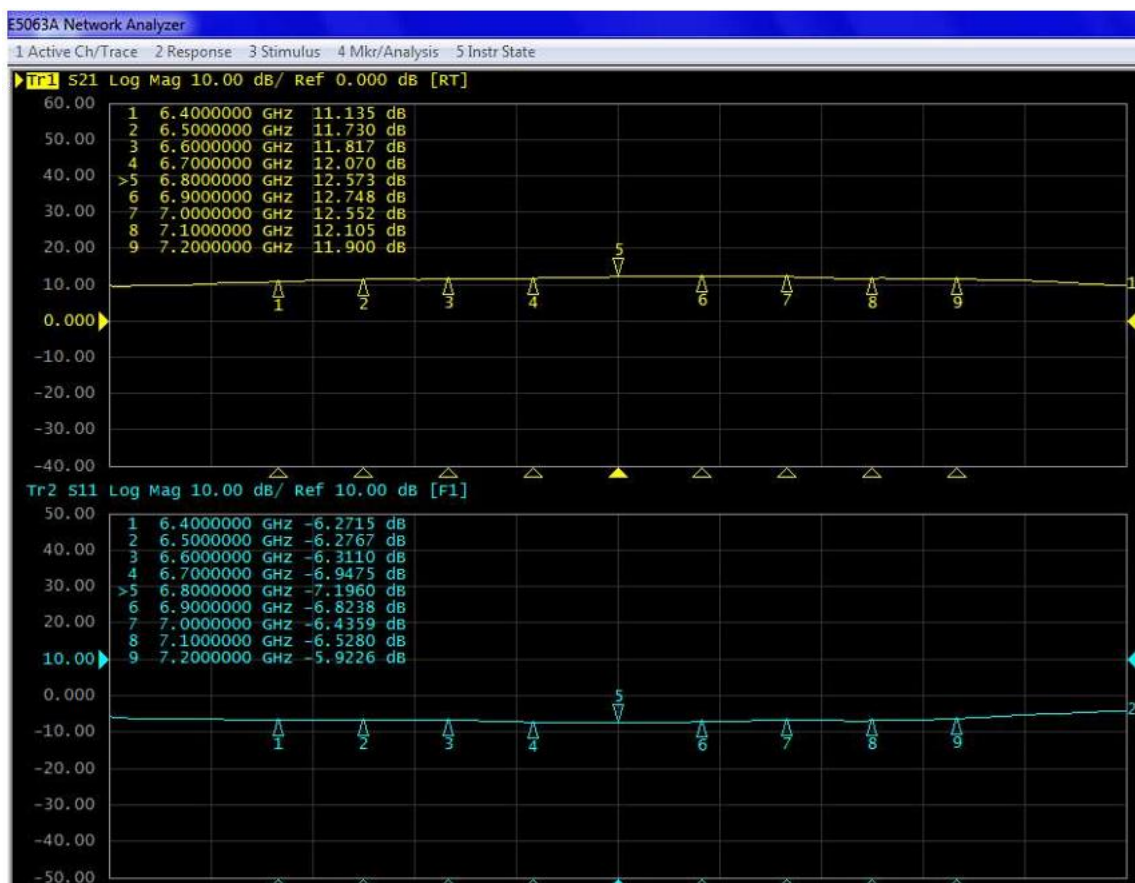 E5063A Network Analyzer
1 Active Ch/Trace 2 Response 3 Stimulus 4 Mkr/Analysis 5 Instr State
Tr1 S21 Log Mag 10.00 dB/ Ref 0.000 dB [RT]
60.00
50.00
40.00
30.00
20.00
10.00
0.000
-10.00
-20.00
-30.00
-40.00
1 6.4000000 GHz 11.135 dB
2 6.5000000 GHz 11.730 dB
3 6.6000000 GHz 11.817 dB
4 6.7000000 GHz 12.070 dB
>5 6.8000000 GHz 12.573 dB
6 6.9000000 GHz 12.748 dB
7 7.0000000 GHz 12.552 dB
8 7.1000000 GHz 12.105 dB
9 7.2000000 GHz 11.900 dB
1 2 3 4 5 6 7 8 9 1
Tr2 S11 Log Mag 10.00 dB/ Ref 10.00 dB [F1]
50.00
40.00
30.00
20.00
10.00
0.000
-10.00
-20.00
-30.00
-40.00
-50.00
1 6.4000000 GHz -6.2715 dB
2 6.5000000 GHz -6.2767 dB
3 6.6000000 GHz -6.3110 dB
4 6.7000000 GHz -6.9475 dB
>5 6.8000000 GHz -7.1960 dB
6 6.9000000 GHz -6.8238 dB
7 7.0000000 GHz -6.4359 dB
8 7.1000000 GHz -6.5280 dB
9 7.2000000 GHz -5.9226 dB
1 2 3 4 5 6 7 8 9 2